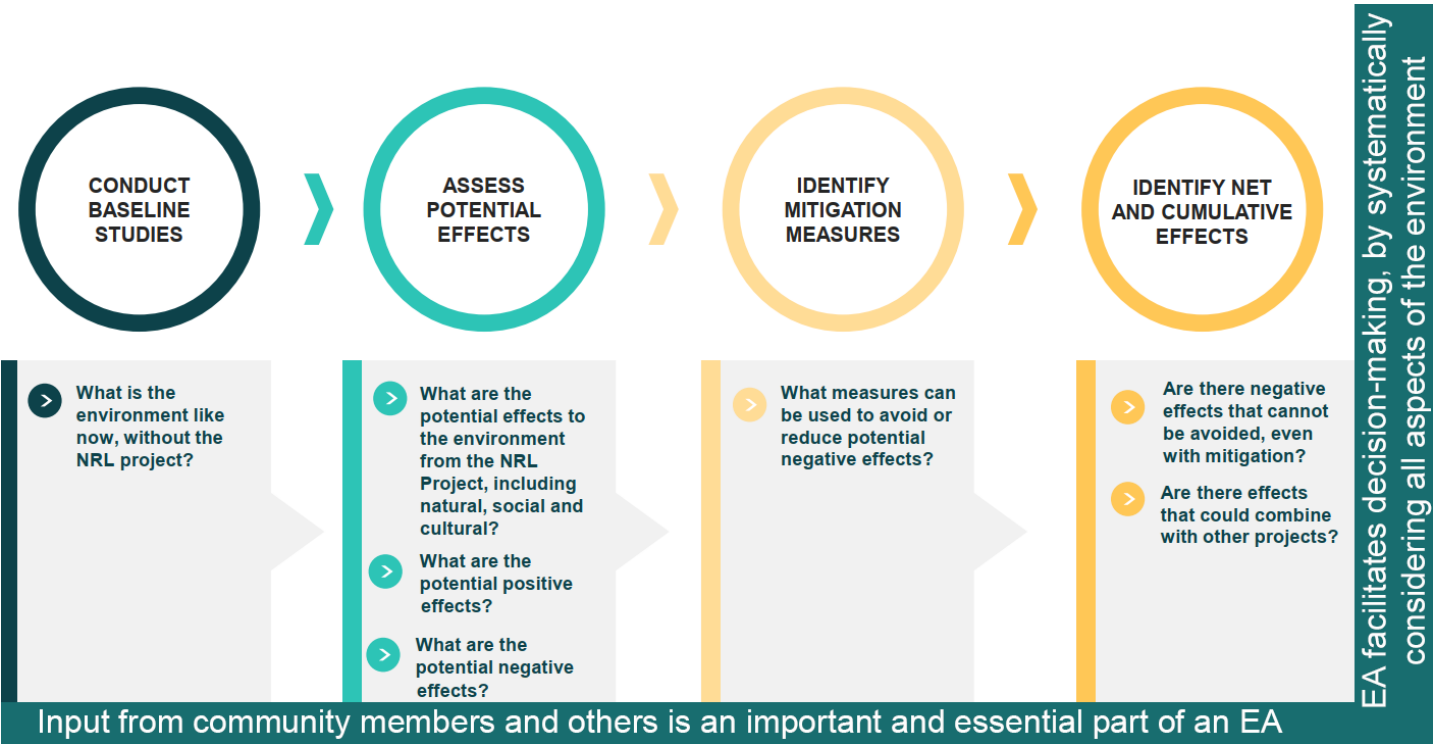 CONDUCT
BASELINE
STUDIES
ASSESS
POTENTIAL
EFFECTS
IDENTIFY
MITIGATION
MEASURES
IDENTIFY NET
AND CUMULATIVE
EFFECTS
What is the
environment like
now, without the
NRL project?
What are the
potential effects to
the environment
from the NRL
Project, including
natural, social and
cultural?
What are the
potential positive
effects?
What are the
potential negative
effects?
What measures can
be used to avoid or
reduce potential
negative effects?
Are there negative
effects that cannot
be avoided, even
with mitigation?
Are there effects
that could combine
with other projects?
EA facilitates decision-making, by systematically
considering all aspects of the environment
Input from community members and others is an important and essential part of an EA